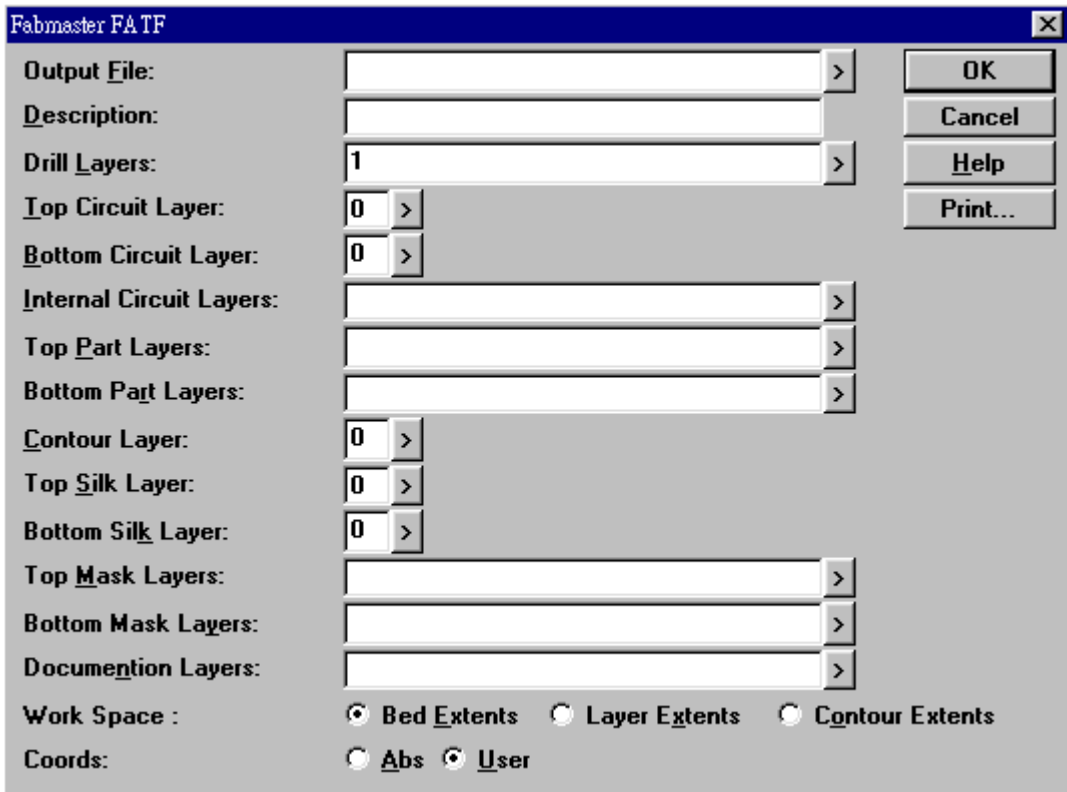 Fabmaster FATF
Output File: > OK
Description: Cancel
Drill Layers: 1 > Help
Top Circuit Layer: 0 > Print...
Bottom Circuit Layer: 0 >
Internal Circuit Layers: >
Top Part Layers: >
Bottom Part Layers: >
Contour Layer: 0 >
Top Silk Layer: 0 >
Bottom Silk Layer: 0 >
Top Mask Layers: >
Bottom Mask Layers: >
Documention Layers: >
Work Space : Bed Extents Layer Extents Contour Extents
Coords: Abs User